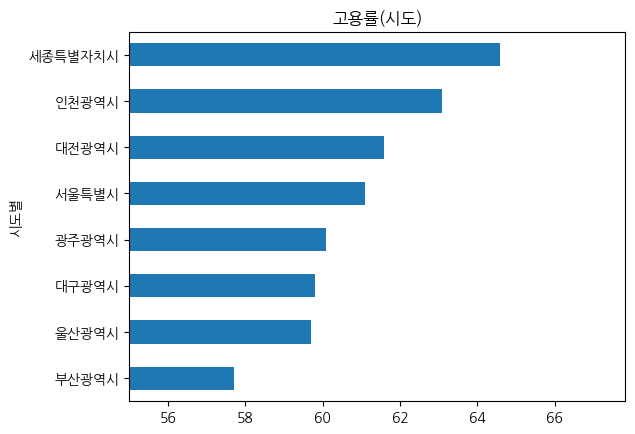 고용률(시도)
시도별
세종특별자치시
인천광역시
대전광역시
서울특별시
광주광역시
대구광역시
울산광역시
부산광역시
56 58 60 62 64 66